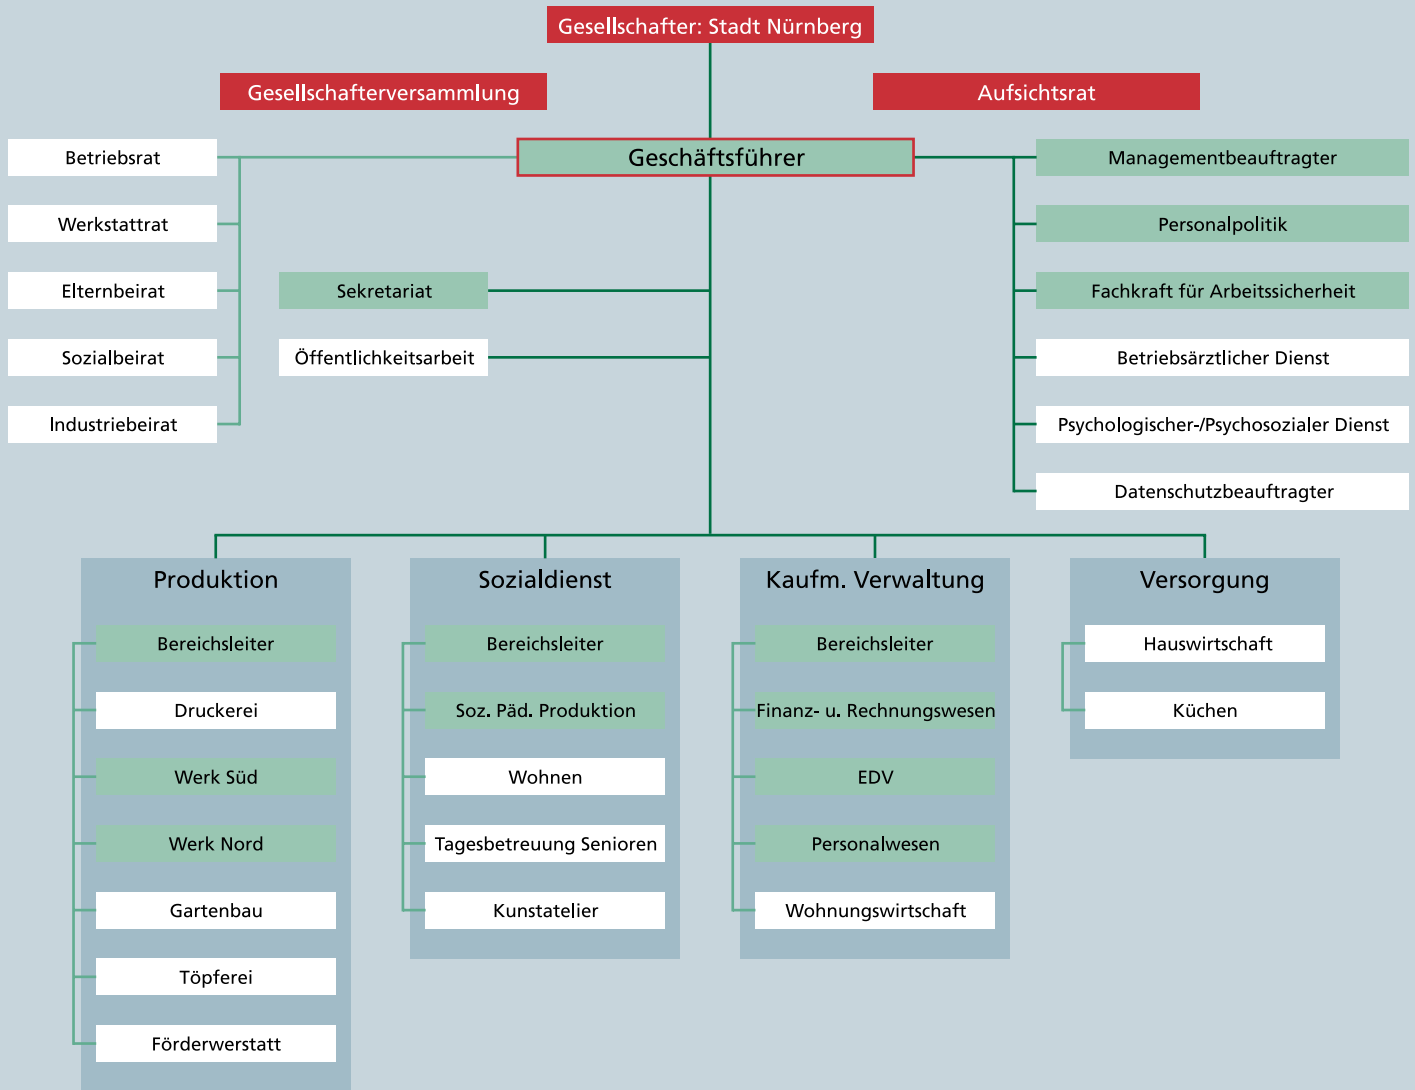 Gesellschafter: Stadt Nürnberg
Gesellschafterversammlung
Aufsichtsrat
Geschäftsführer
Betriebsrat
Werkstattrat
Elternbeirat
Sozialbeirat
Industriebeirat
Sekretariat
Öffentlichkeitsarbeit
Managementbeauftragter
Personalpolitik
Fachkraft für Arbeitssicherheit
Betriebsärztlicher Dienst
Psychologischer-/Psychosozialer Dienst
Datenschutzbeauftragter
Produktion
Bereichsleiter
Druckerei
Werk Süd
Werk Nord
Gartenbau
Töpferei
Förderwerstatt
Sozialdienst
Bereichsleiter
Soz. Päd. Produktion
Wohnen
Tagesbetreuung Senioren
Kunstatelier
Kaufm. Verwaltung
Bereichsleiter
Finanz- u. Rechnungswesen
EDV
Personalwesen
Wohnungswirtschaft
Versorgung
Hauswirtschaft
Küchen